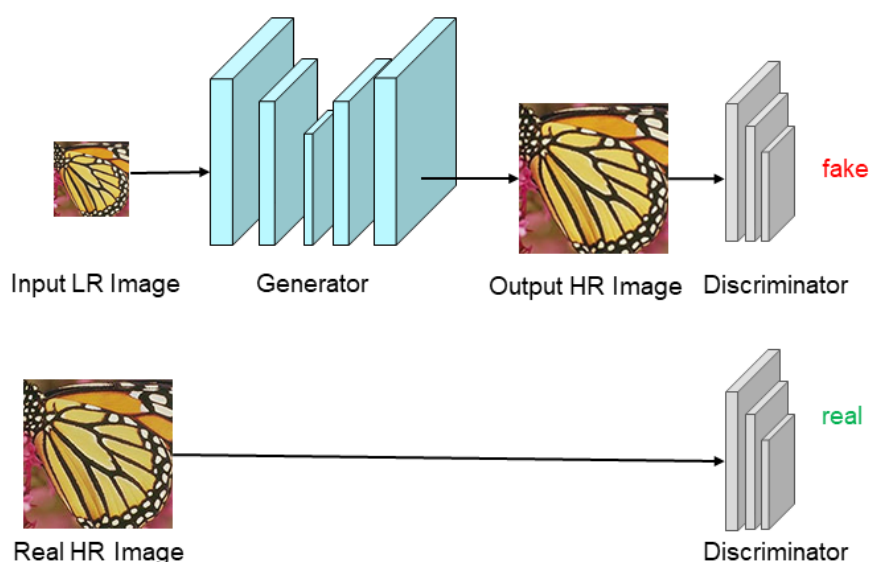 fake
Input LR Image
Generator
Output HR Image
Discriminator
real
Real HR Image
Discriminator